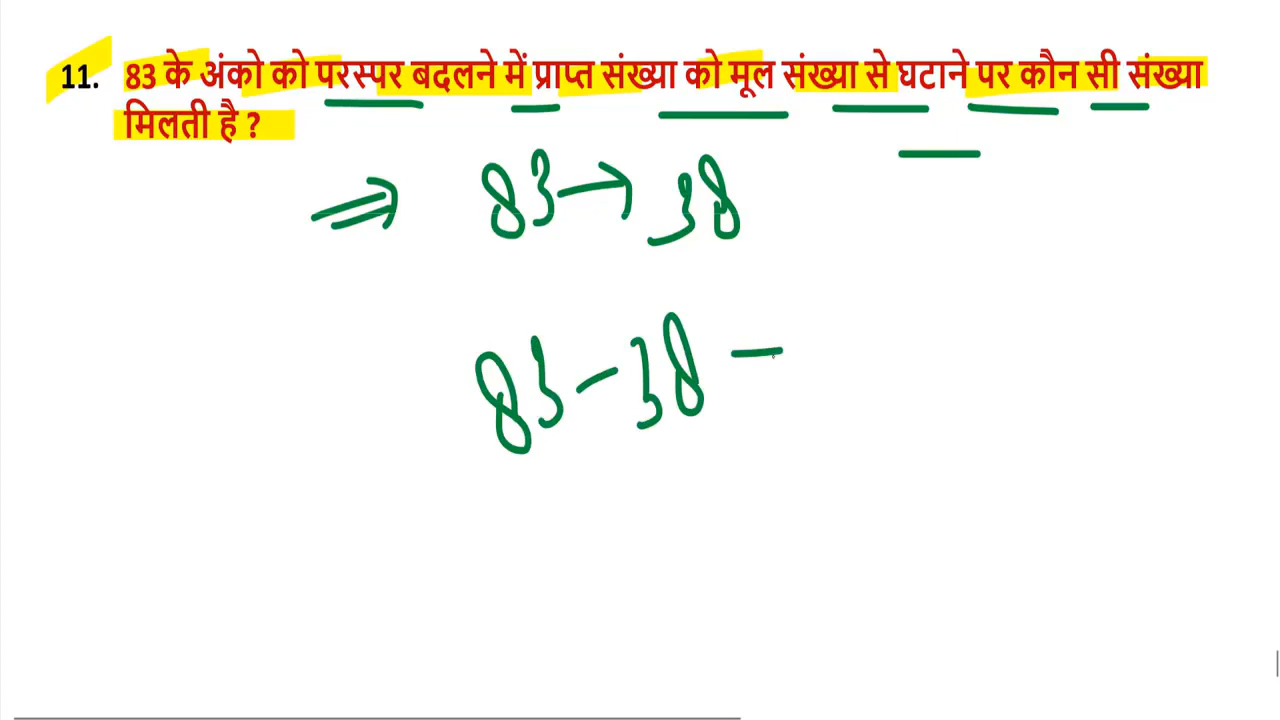 11. 83 के अंको को परस्पर बदलने में प्राप्त संख्या को मूल संख्या से घटाने पर कौन सी संख्या
मिलती है ?
⇒ 83 → 38
83 - 38 -